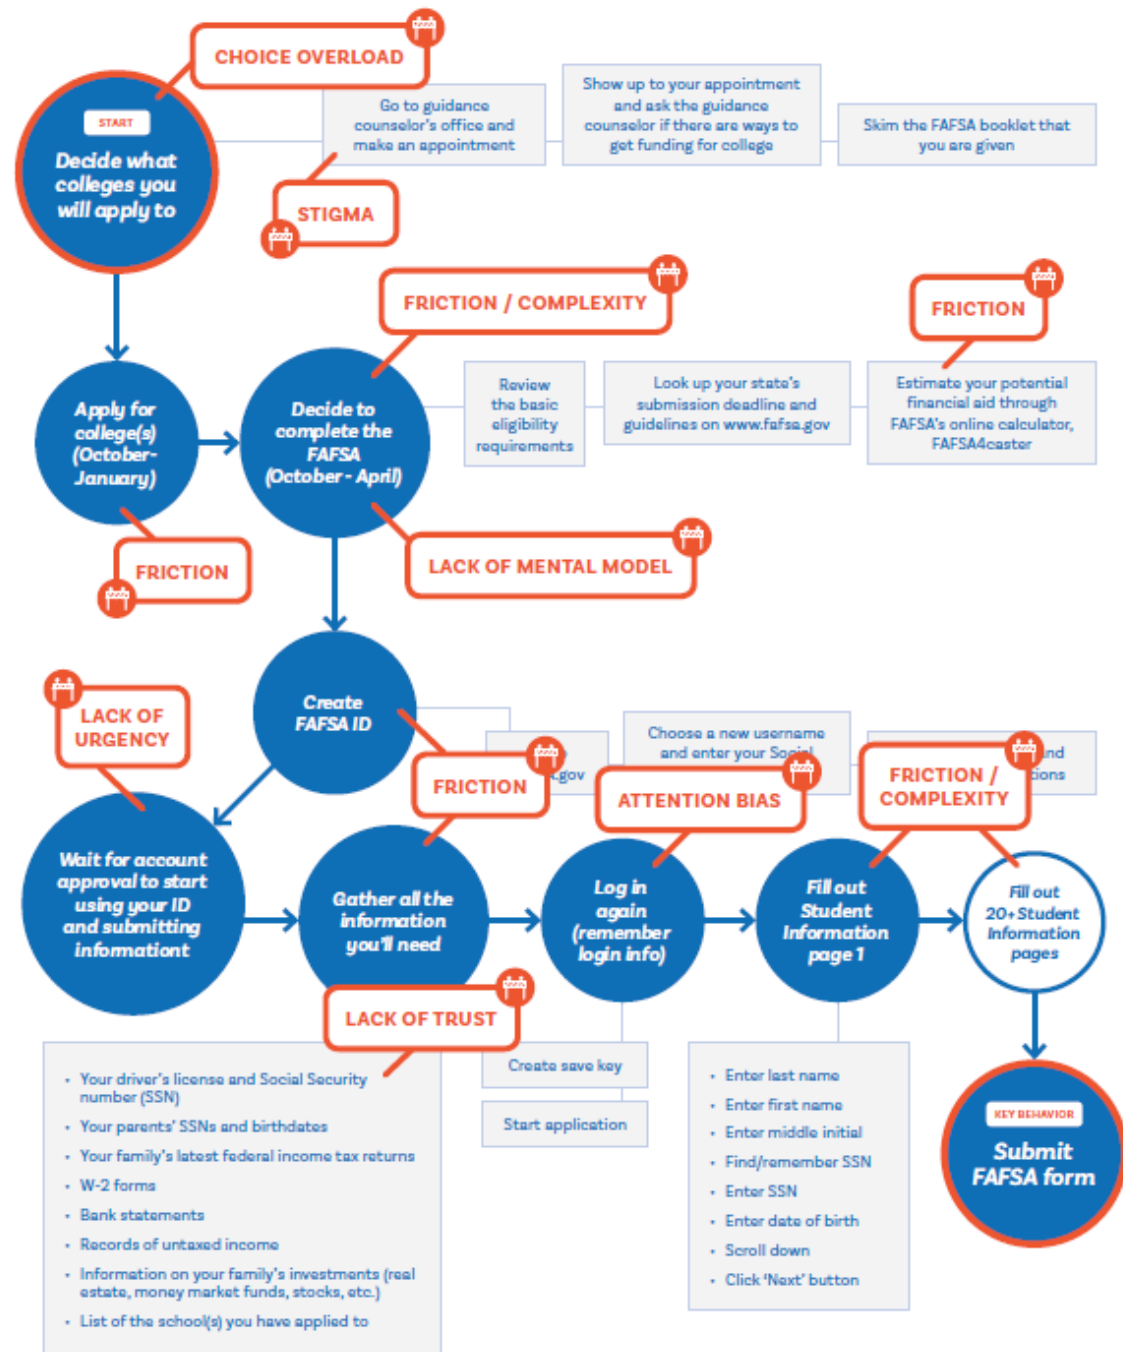 CHOICE OVERLOAD
START
Decide what
colleges you
will apply to
Go to guidance
counselor's office and
make an appointment
Show up to your appointment
and ask the guidance
counselor if there are ways to
get funding for college
Skim the FAFSA booklet that
you are given
STIGMA
FRICTION / COMPLEXITY
FRICTION
Apply for
college(s)
(October-
January)
Decide to
complete the
FAFSA
(October - April)
Review
the basic
eligibility
requirements
Look up your state's
submission deadline and
guidelines on www.fafsa.gov
Estimate your potential
financial aid through
FAFSA's online calculator,
FAFSA4caster
FRICTION
LACK OF MENTAL MODEL
Create
FAFSA ID
LACK OF
URGENCY
FRICTION
.gov
Choose a new username
and enter your Social
ATTENTION BIAS
FRICTION /
COMPLEXITY
Wait for account
approval to start
using your ID
and submitting
informationt
Gather all the
information
you'll need
Log in
again
(remember
login info)
Fill out
Student
Information
page 1
Fill out
20+ Student
Information
pages
LACK OF TRUST
• Your driver's license and Social Security
number (SSN)
• Your parents' SSNs and birthdates
• Your family's latest federal income tax returns
• W-2 forms
• Bank statements
• Records of untaxed income
• Information on your family's investments (real
estate, money market funds, stocks, etc.)
• List of the school(s) you have applied to
Create save key
Start application
• Enter last name
• Enter first name
• Enter middle initial
• Find/remember SSN
• Enter SSN
• Enter date of birth
• Scroll down
• Click 'Next' button
KEY BEHAVIOR
Submit
FAFSA form